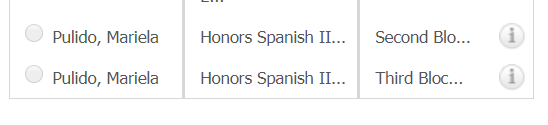 Pulido, Mariela Honors Spanish II... Second Blo...
Pulido, Mariela Honors Spanish II... Third Bloc...